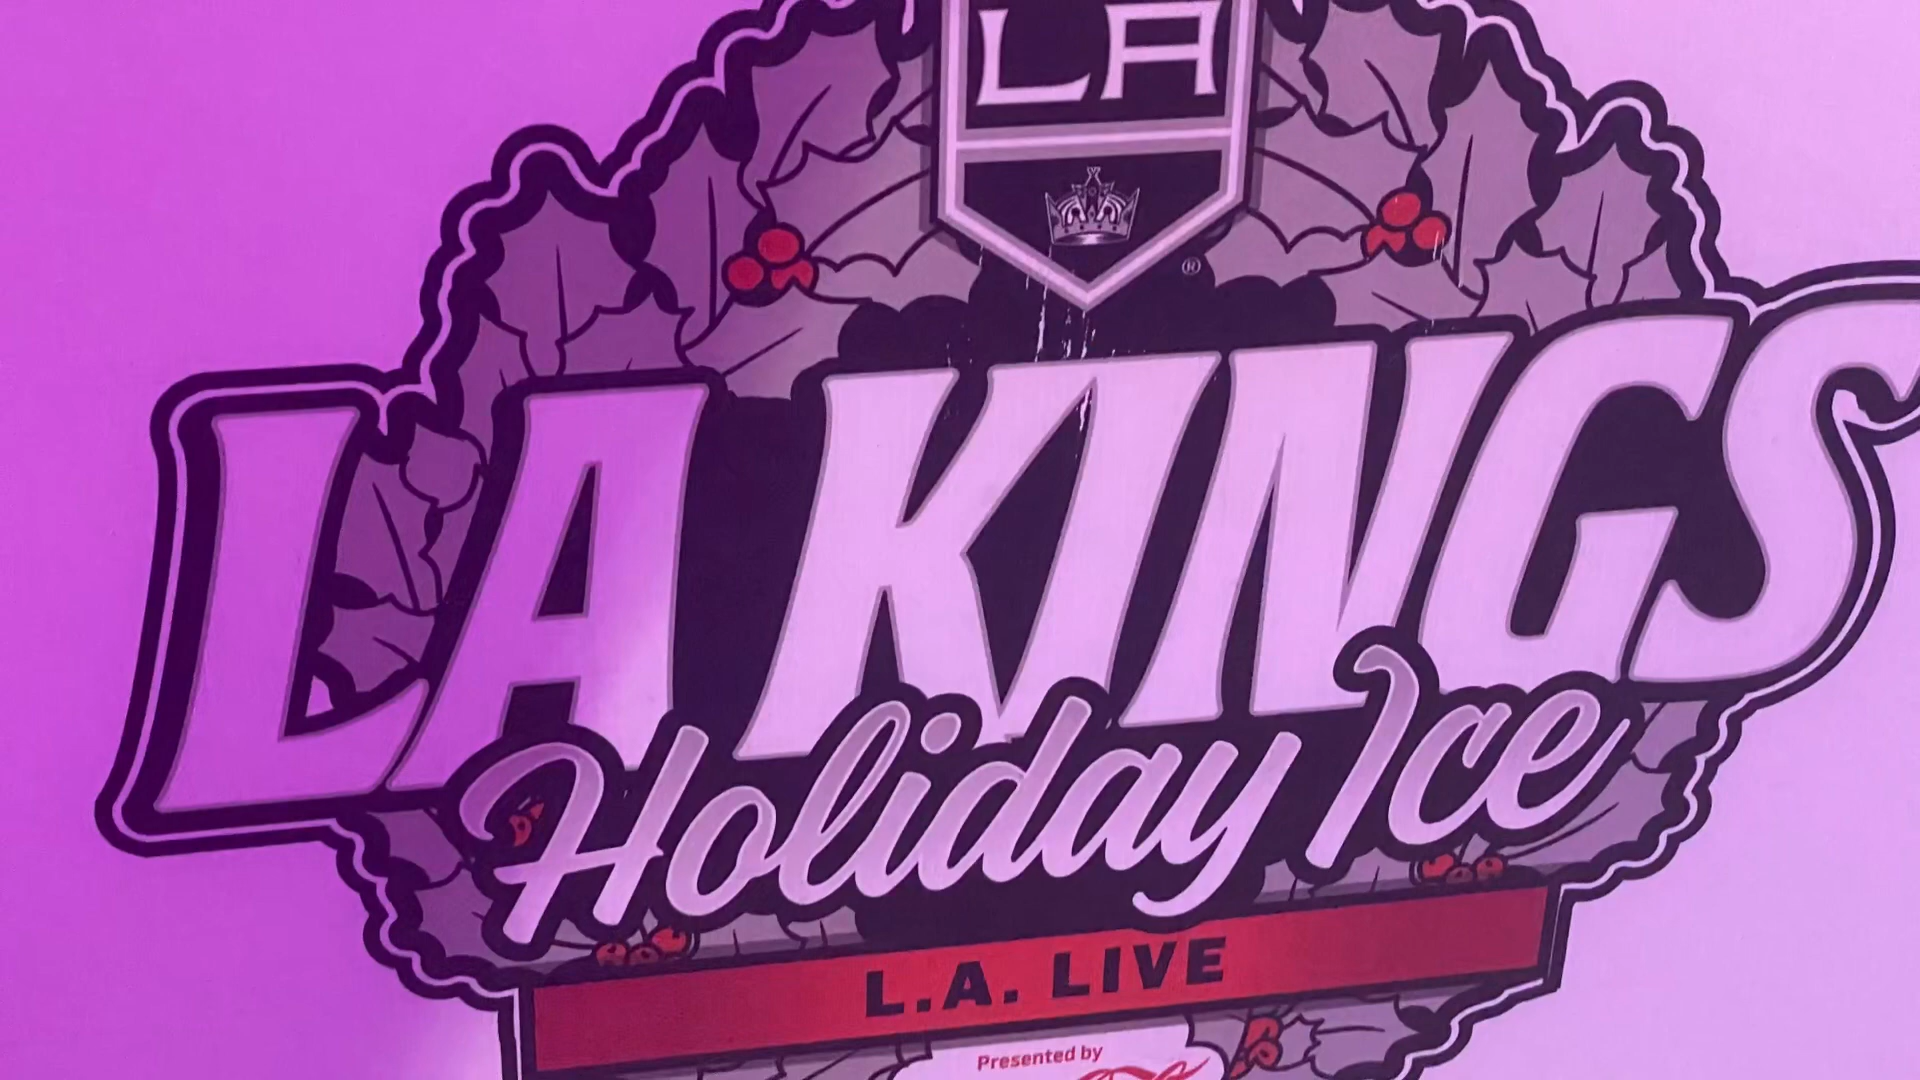 LA
®
LA KINGS
Holiday Ice
L.A. LIVE
Presented by